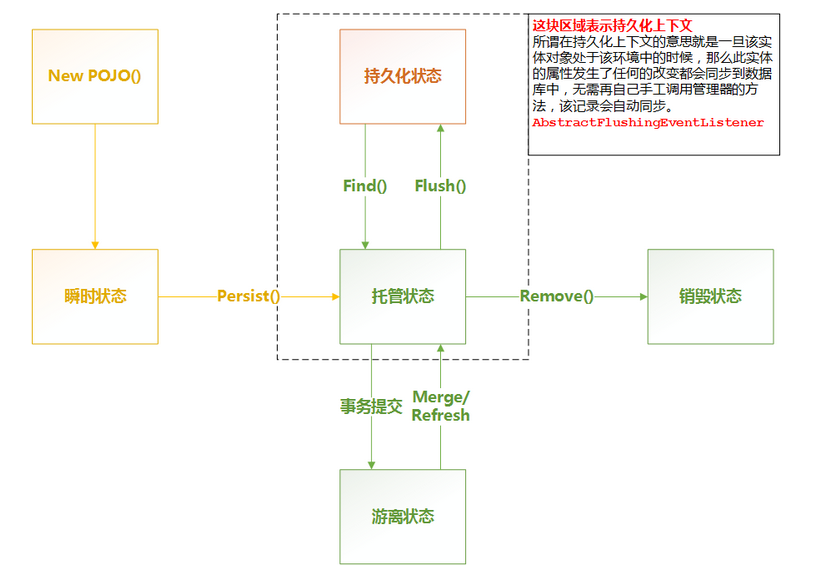 New POJO()
持久化状态
这块区域表示持久化上下文
所谓在持久化上下文的意思就是一旦该实
体对象处于该环境中的时候，那么此实体
的属性发生了任何的改变都会同步到数据
库中，无需再自己手工调用管理器的方
法，该记录会自动同步。
AbstractFlushingEventListener
Find()
Flush()
瞬时状态
Persist()
托管状态
Remove()
销毁状态
事务提交
Merge/
Refresh
游离状态